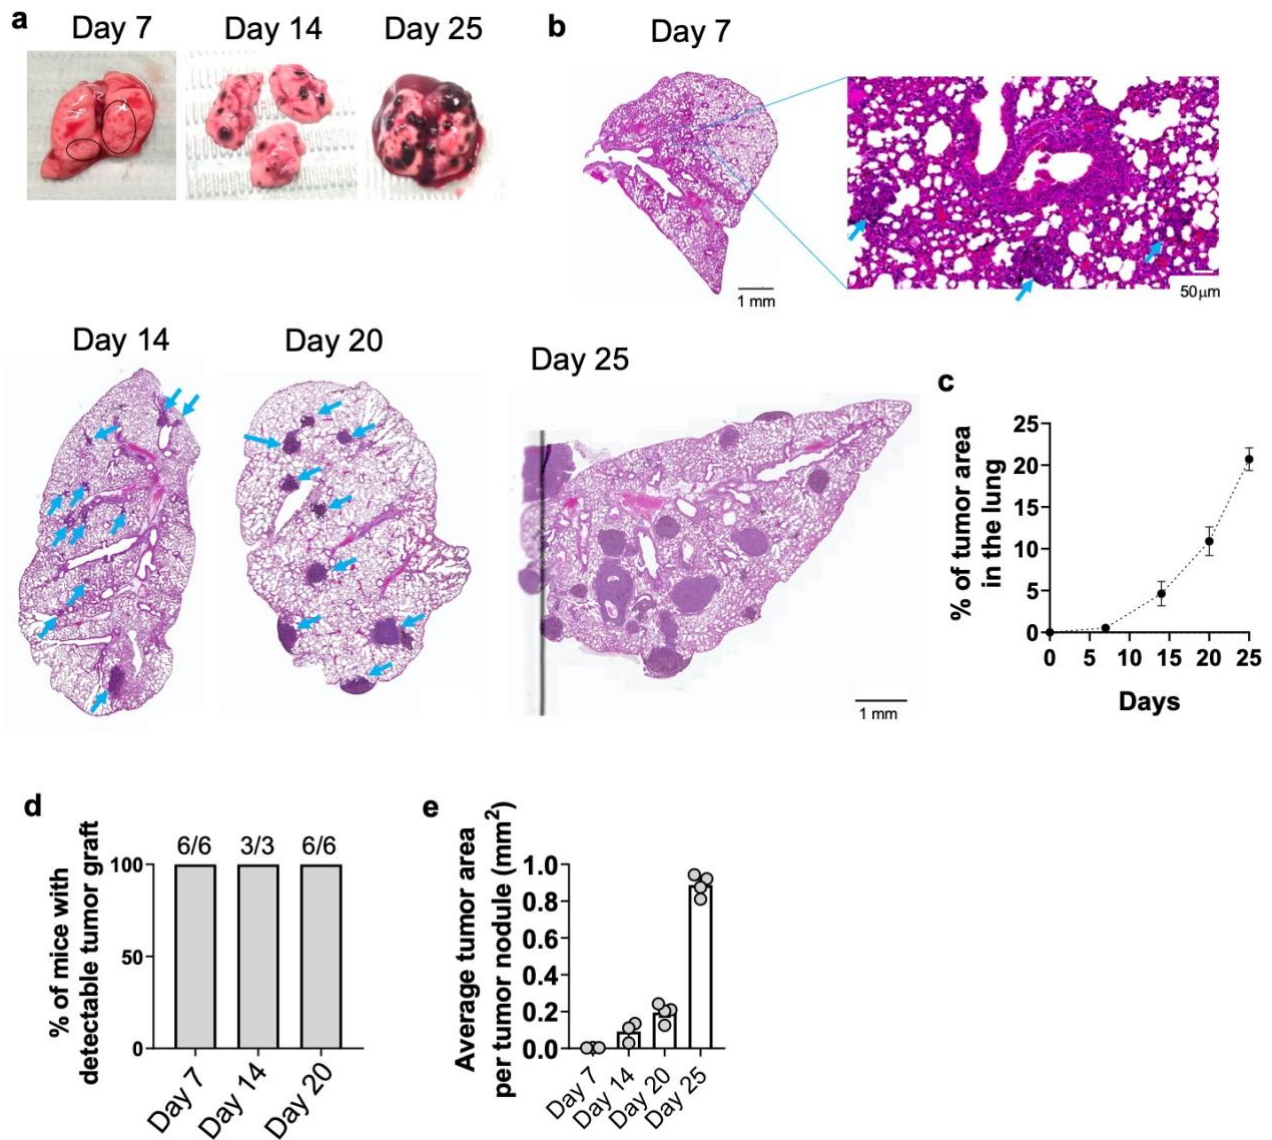 a
Day 7
Day 14
Day 25
b
Day 7
1 mm
50μm
Day 14
Day 20
Day 25
1 mm
c
% of tumor area
in the lung
25
20
15
10
5
0
0 5 10 15 20 25
Days
d
% of mice with
detectable tumor graft
6/6 3/3 6/6
100
50
0
Day 7
Day 14
Day 20
e
Average tumor area
per tumor nodule (mm²)
1.0
0.8
0.6
0.4
0.2
0.0
Day 7
Day 14
Day 20
Day 25